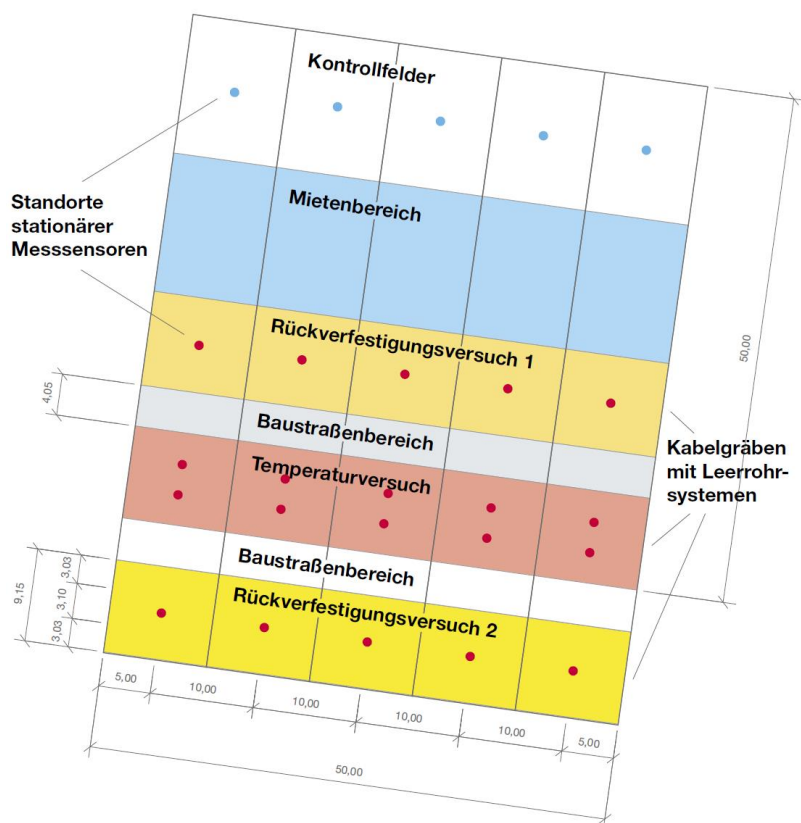 Kontrollfelder
Standorte
stationärer
Messsensoren
Mietenbereich
Rückverfestigungsversuch 1
50,00
4,05
Baustraßenbereich
Temperaturversuch
Kabelgräben
mit Leerrohr-
systemen
Baustraßenbereich
Rückverfestigungsversuch 2
9,15
3,03
3,10
3,03
5,00
10,00
10,00
10,00
10,00
5,00
50,00